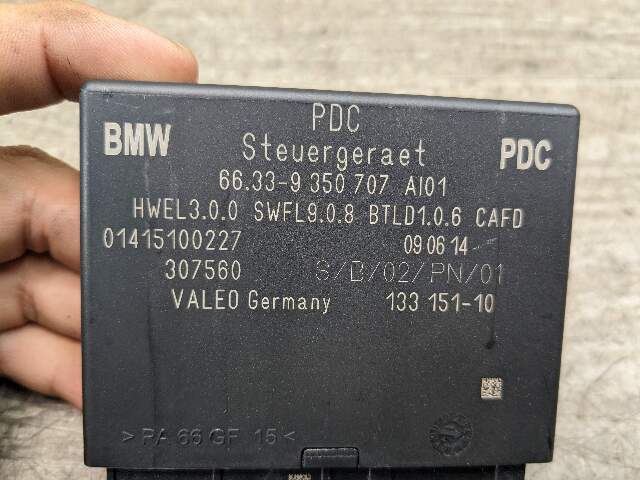 PDC
BMW Steuergeraet PDC
66.33-9 350 707 AI01
HWEL3.0.0 SWFL9.0.8 BTLD1.0.6 CAFD
01415100227 09 06 14
307560 S/B/02/PN/01
VALEO Germany 133 151-10
>PA 66 GF 15<